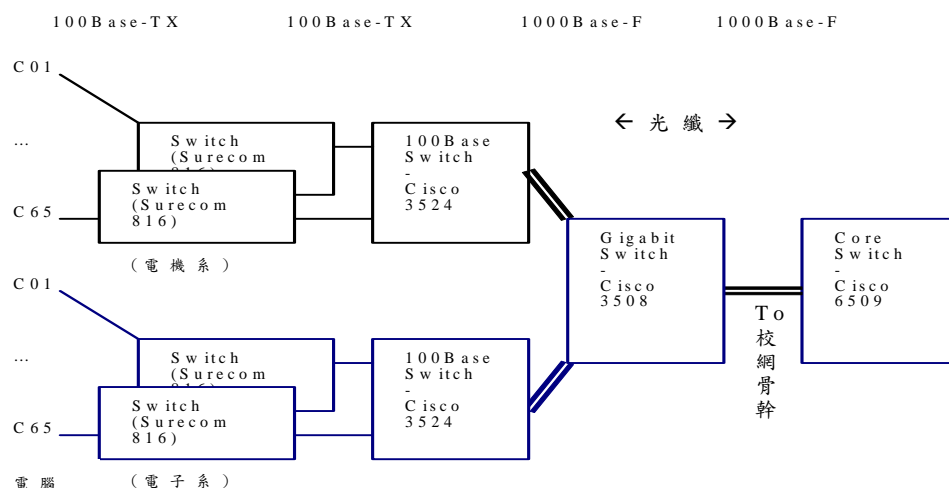 100Base-TX 100Base-TX 1000Base-F 1000Base-F
C01
← 光纖 →
...
Switch
(Surecom
816)
Switch
(Surecom
816)
100Base
Switch
-
Cisco
3524
C65
(電機系)
Gigabit
Switch
-
Cisco
3508
Core
Switch
-
Cisco
6509
To
校
網
骨
幹
C01
...
Switch
(Surecom
816)
Switch
(Surecom
816)
100Base
Switch
-
Cisco
3524
C65
電腦
(電子系)